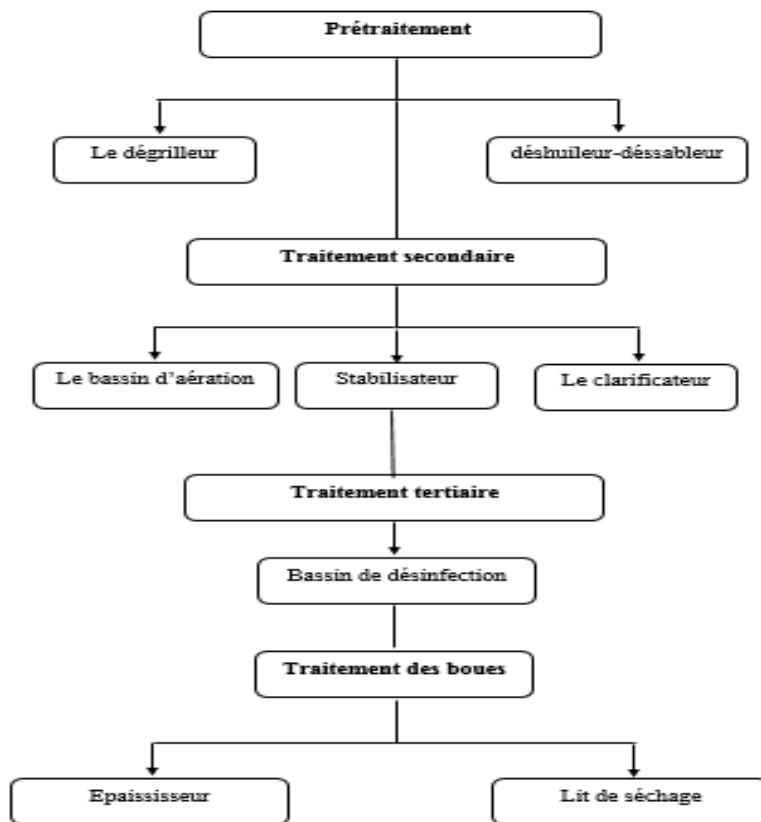 Prétraitement
Le dégrilleur
déshuileur-déssableur
Traitement secondaire
Le bassin d'aération
Stabilisateur
Le clarificateur
Traitement tertiaire
Bassin de désinfection
Traitement des boues
Epaississeur
Lit de séchage